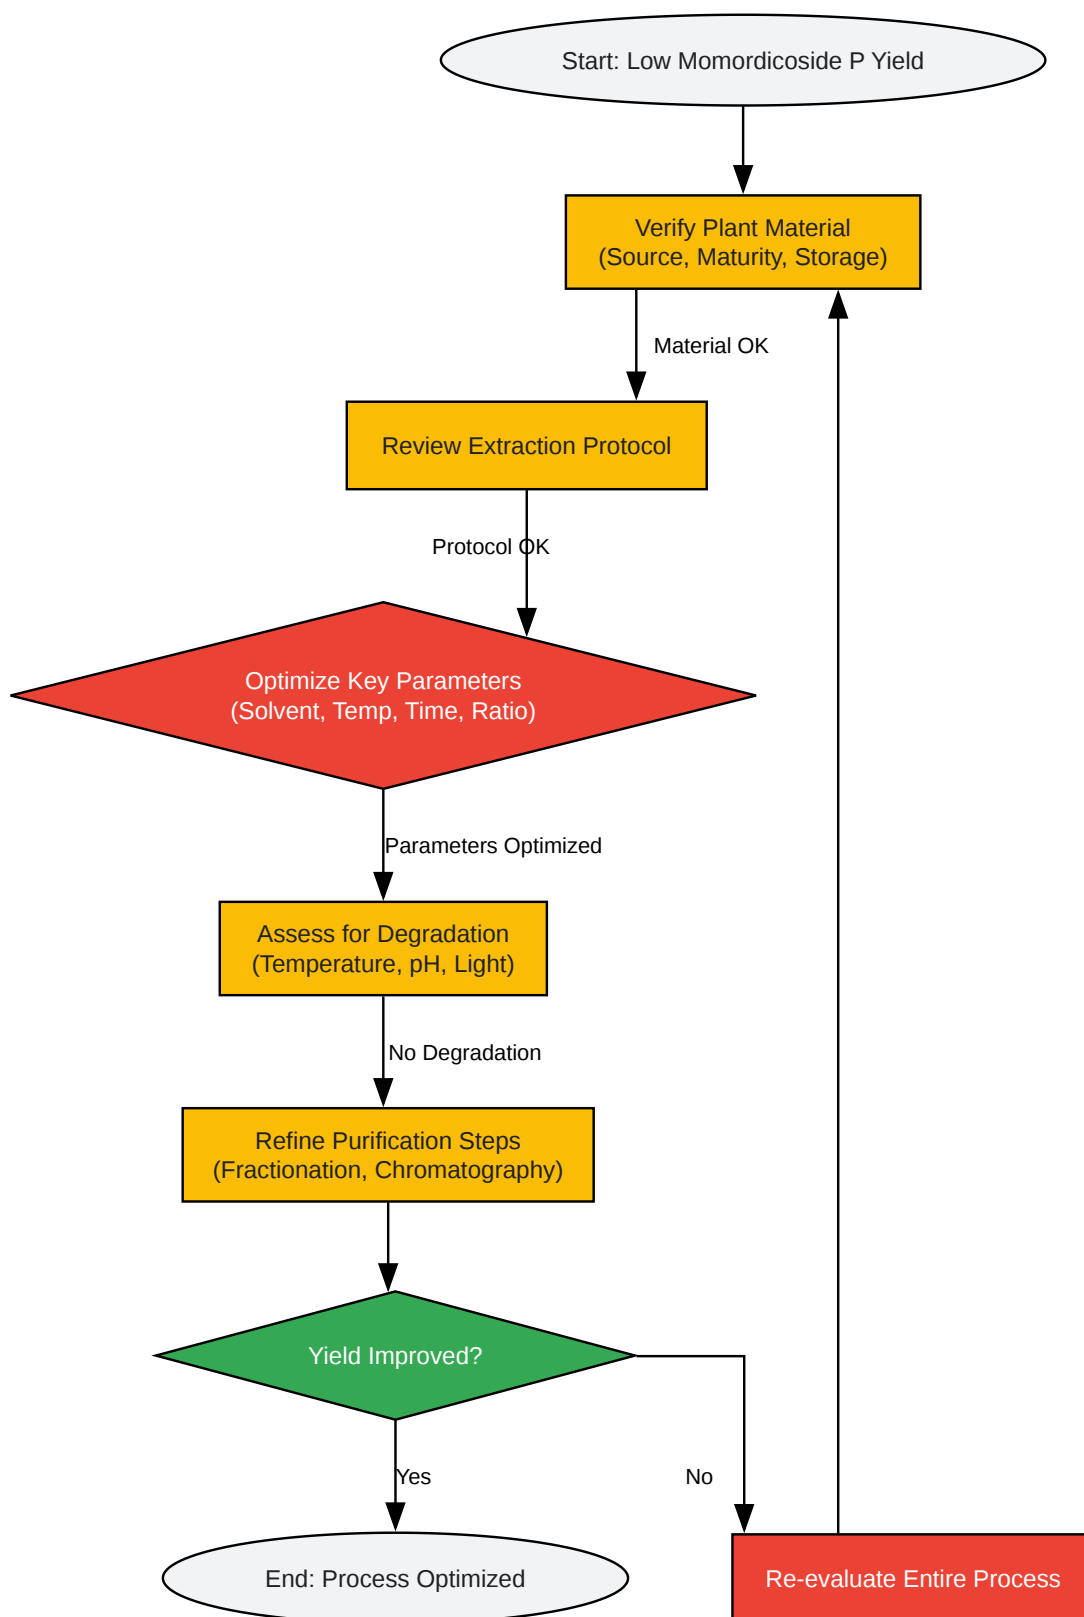 Start: Low Momordicoside P Yield
Verify Plant Material
(Source, Maturity, Storage)
Material OK
Review Extraction Protocol
Protocol OK
Optimize Key Parameters
(Solvent, Temp, Time, Ratio)
Parameters Optimized
Assess for Degradation
(Temperature, pH, Light)
No Degradation
Refine Purification Steps
(Fractionation, Chromatography)
Yield Improved?
Yes
No
End: Process Optimized
Re-evaluate Entire Process